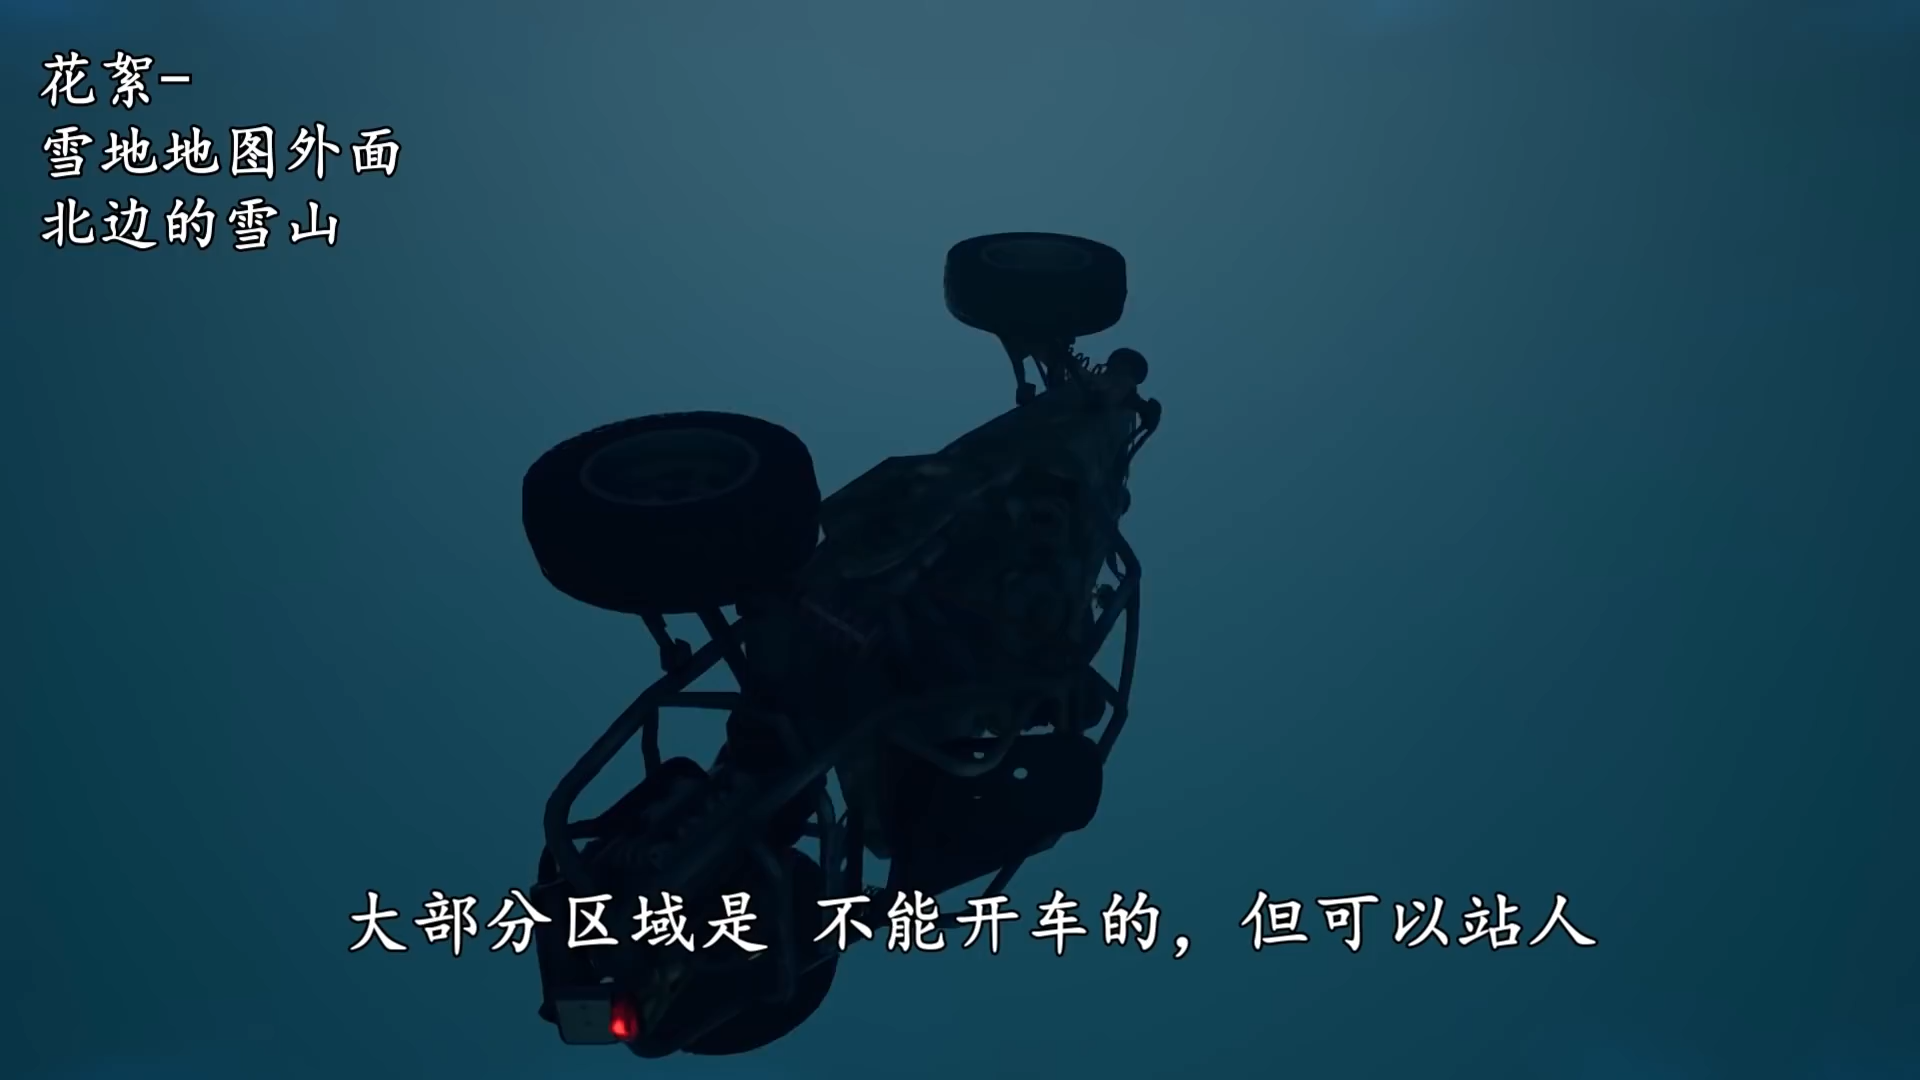 花絮-
雪地地图外面
北边的雪山
大部分区域是 不能开车的，但可以站人